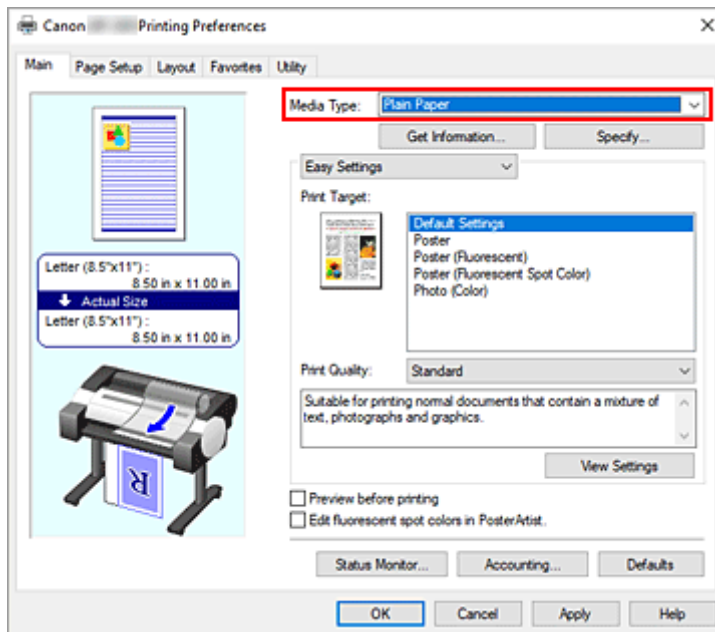 Canon Printing Preferences
Main Page Setup Layout Favorites Utility
Media Type: Plain Paper
Get Information... Specify...
Easy Settings
Print Target:
Default Settings
Poster
Poster (Fluorescent)
Poster (Fluorescent Spot Color)
Photo (Color)
Letter (8.5"x11") :
8.50 in x 11.00 in
Actual Size
Letter (8.5"x11") :
8.50 in x 11.00 in
Print Quality: Standard
Suitable for printing normal documents that contain a mixture of
text, photographs and graphics.
View Settings
R
Preview before printing
Edit fluorescent spot colors in PosterArtist.
Status Monitor... Accounting... Defaults
OK Cancel Apply Help